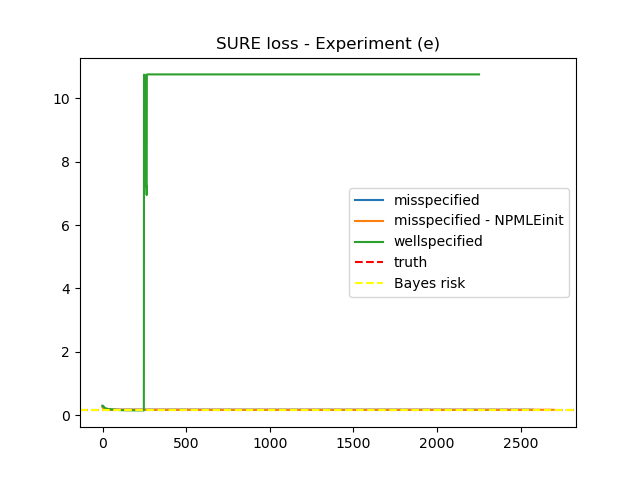 SURE loss - Experiment (e)
10
8
6
4
2
0
misspecified
misspecified - NPMLEinit
wellspecified
truth
Bayes risk
0 500 1000 1500 2000 2500